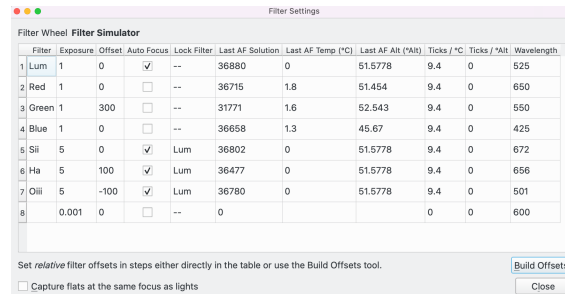 Filter Settings
Filter Wheel Filter Simulator
Filter Exposure Offset Auto Focus Lock Filter Last AF Solution Last AF Temp (°C) Last AF Alt (°Alt) Ticks / °C Ticks / °Alt Wavelength
1 Lum 1 0 -- 36880 0 51.5778 9.4 0 525
2 Red 1 0 -- 36715 1.8 51.454 9.4 0 650
3 Green 1 300 -- 31771 1.6 52.543 9.4 0 550
4 Blue 1 0 -- 36658 1.3 45.67 9.4 0 425
5 Sii 5 0 Lum 36802 0 51.5778 9.4 0 672
6 Ha 5 100 Lum 36477 0 51.5778 9.4 0 656
7 Oiii 5 -100 Lum 36780 0 51.5778 9.4 0 501
8 0.001 0 -- 0 0 0 600
Set relative filter offsets in steps either directly in the table or use the Build Offsets tool. Build Offsets
Capture flats at the same focus as lights Close